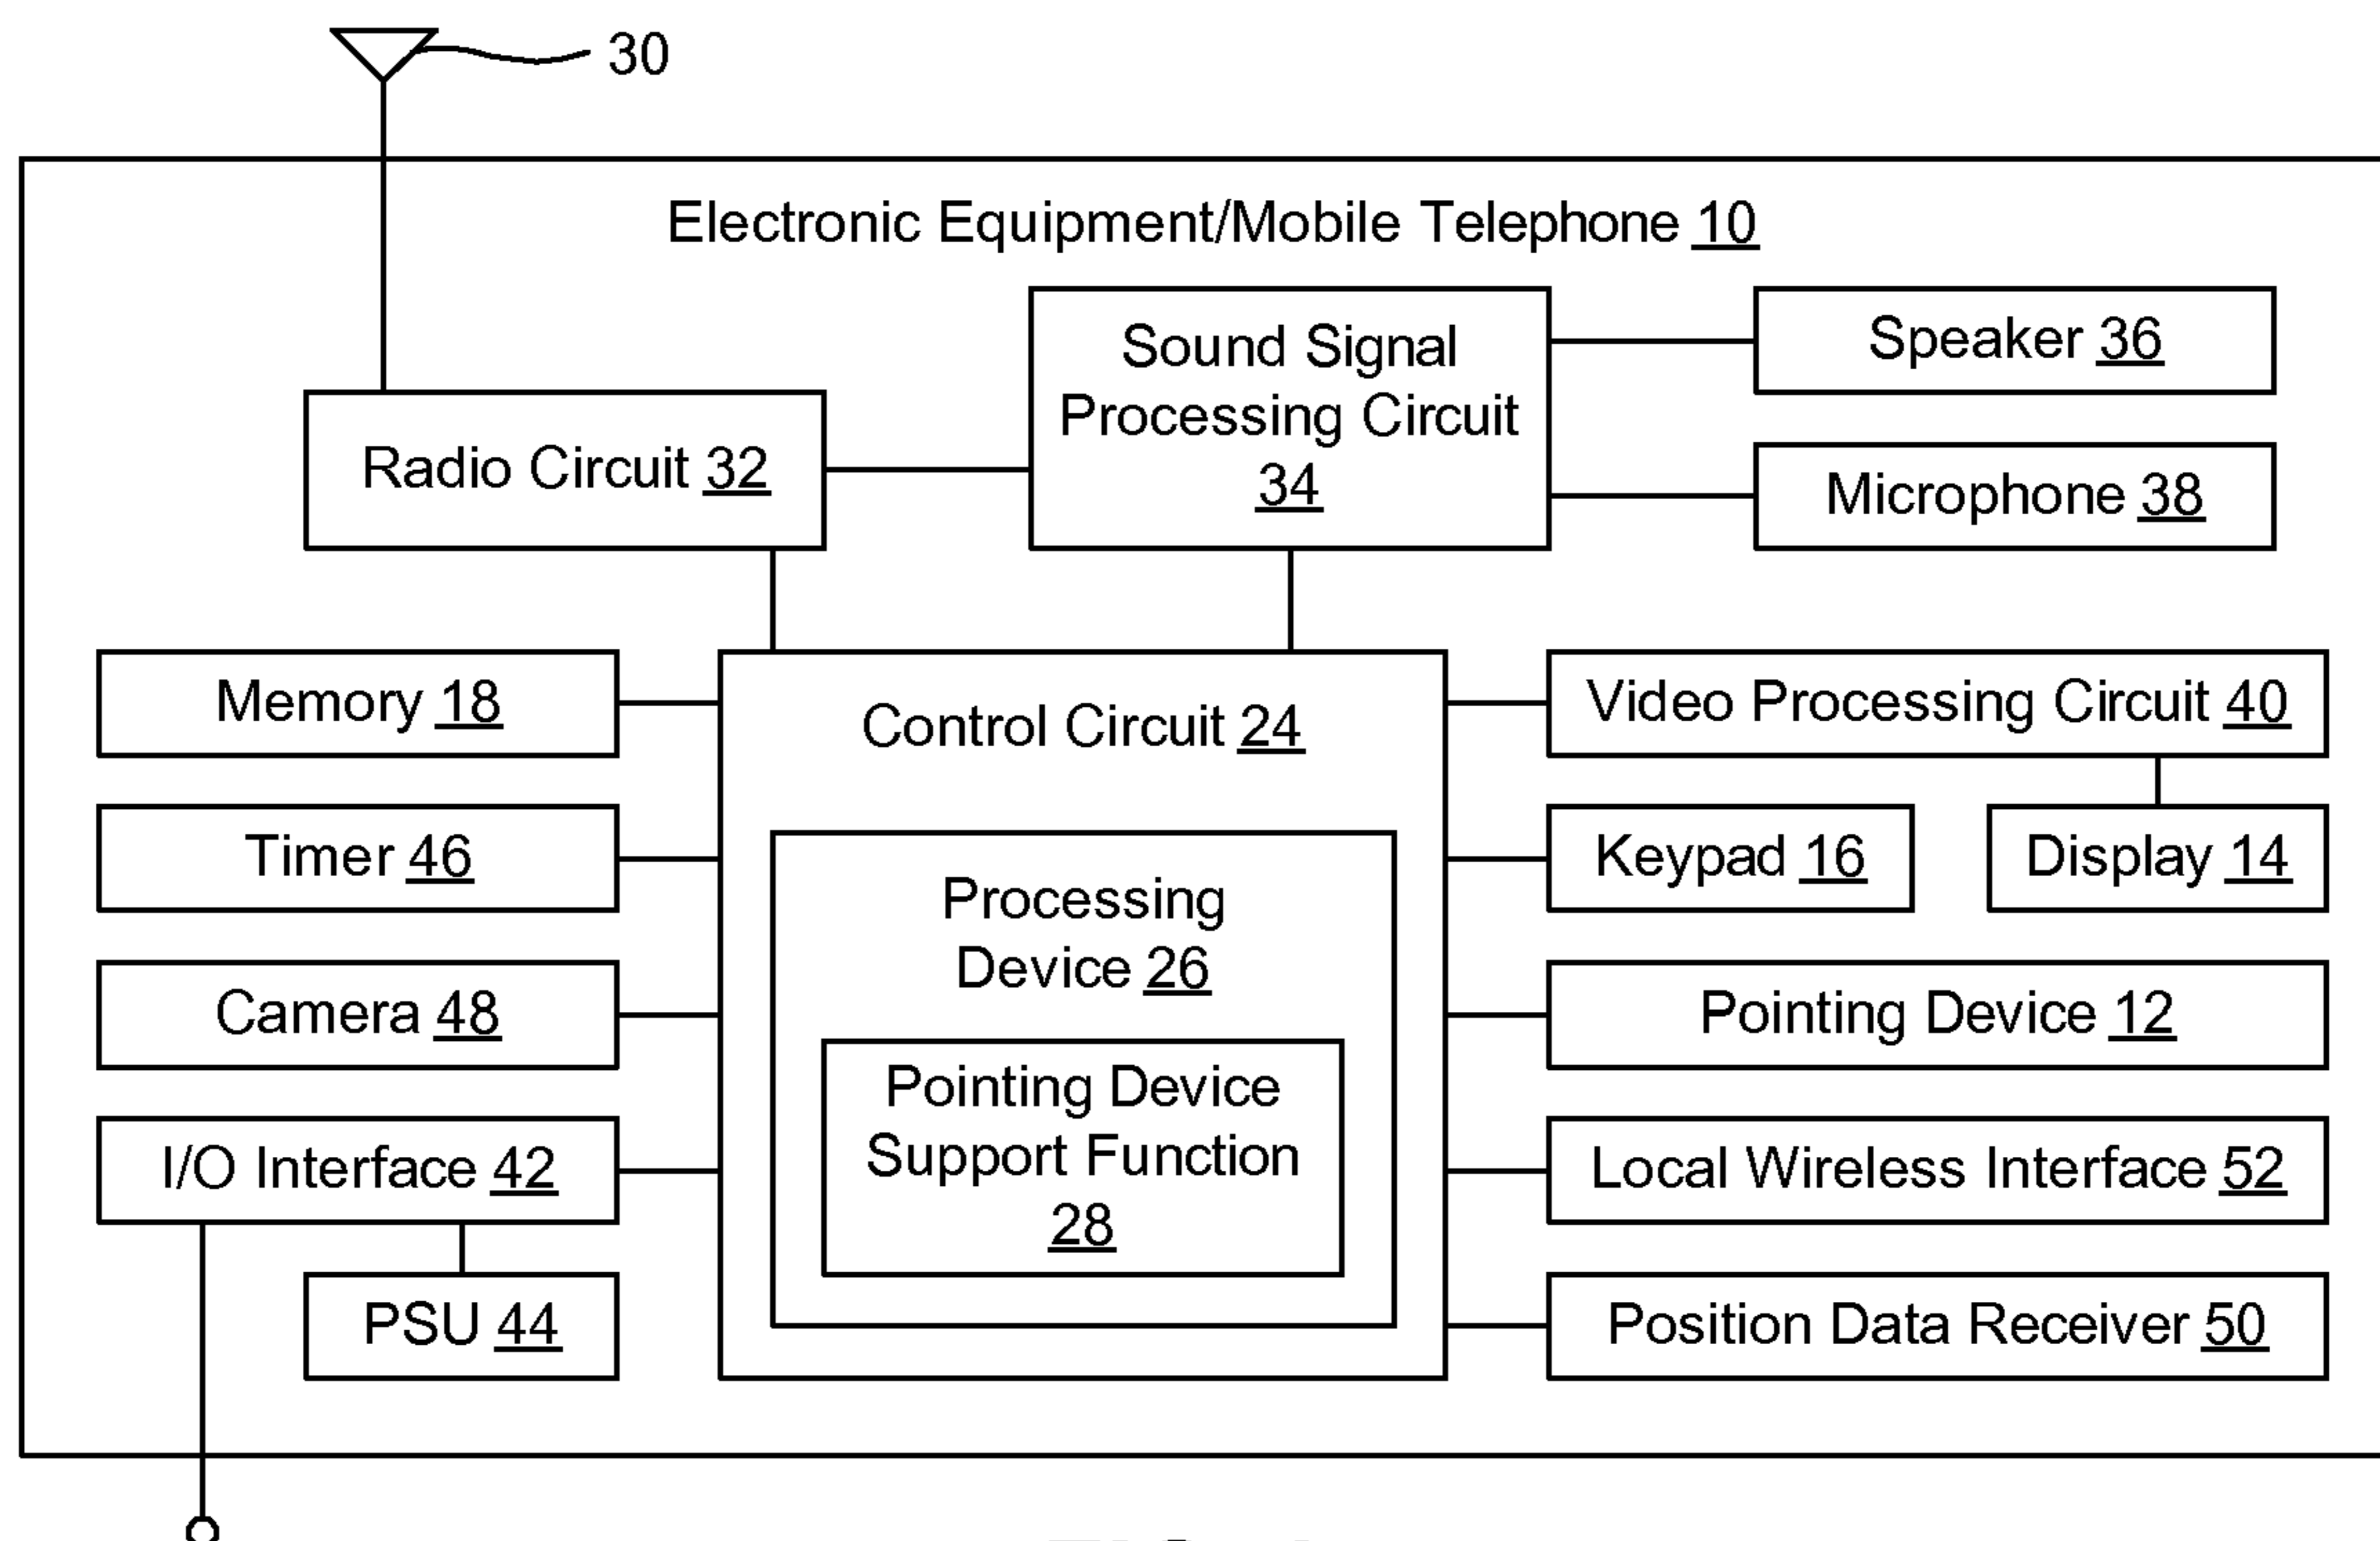 30
Electronic Equipment/Mobile Telephone 10
Sound Signal
Processing Circuit
34
Speaker 36
Radio Circuit 32
Microphone 38
Memory 18
Control Circuit 24
Video Processing Circuit 40
Timer 46
Keypad 16
Display 14
Processing
Device 26
Camera 48
Pointing Device 12
Pointing Device
Support Function
28
I/O Interface 42
Local Wireless Interface 52
PSU 44
Position Data Receiver 50